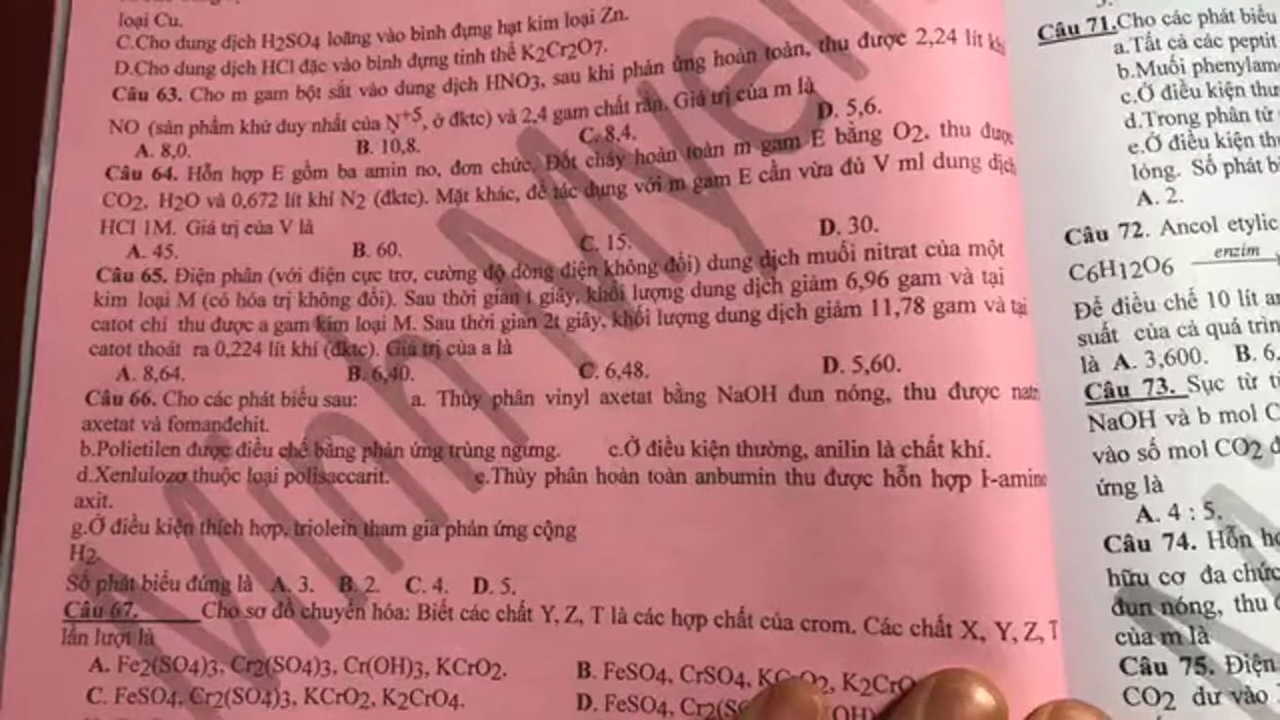 loại Cu.
C.Cho dung dịch H2SO4 loãng vào bình đựng hạt kim loại Zn.
D.Cho dung dịch HCl đặc vào bình đựng tinh thể K2Cr2O7.
Câu 63. Cho m gam bột sắt vào dung dịch HNO3, sau khi phản ứng hoàn toàn, thu được 2,24 lít
NO (sản phẩm khử duy nhất của N+5, ở đktc) và 2,4 gam chất rắn. Giá trị của m là
A. 8,0. B. 10,8. C. 8,4. D. 5,6.
Câu 64. Hỗn hợp E gồm ba amin no, đơn chức. Đốt cháy hoàn toàn m gam E bằng O2, thu được
CO2, H2O và 0,672 lít khí N2 (đktc). Mặt khác, để tác dụng với m gam E cần vừa đủ V ml dung dịch
HCl 1M. Giá trị của V là
A. 45. B. 60. C. 15. D. 30.
Câu 65. Điện phân (với điện cực trơ, cường độ dòng điện không đổi) dung dịch muối nitrat của một
kim loại M (có hóa trị không đổi). Sau thời gian t giây, khối lượng dung dịch giảm 6,96 gam và tại
catot chỉ thu được a gam kim loại M. Sau thời gian 2t giây, khối lượng dung dịch giảm 11,78 gam và tại
catot thoát ra 0,224 lít khí (đktc). Giá trị của a là
A. 8,64. B. 6,40. C. 6,48. D. 5,60.
Câu 66. Cho các phát biểu sau: a. Thủy phân vinyl axetat bằng NaOH đun nóng, thu được natri
axetat và fomanđehit.
b.Polietilen được điều chế bằng phản ứng trùng ngưng. c.Ở điều kiện thường, anilin là chất khí.
d.Xenlulozơ thuộc loại polisaccarit. e.Thủy phân hoàn toàn anbumin thu được hỗn hợp ŀ-amino
axit.
g.Ở điều kiện thích hợp, triolein tham gia phản ứng cộng
H2.
Số phát biểu đúng là A. 3. B. 2. C. 4. D. 5.
Câu 67. Cho sơ đồ chuyển hóa: Biết các chất Y, Z, T là các hợp chất của crom. Các chất X, Y, Z, T
lần lượt là
A. Fe2(SO4)3, Cr2(SO4)3, Cr(OH)3, KCrO2. B. FeSO4, CrSO4,
C. FeSO4, Cr2(SO4)3, KCrO2, K2CrO4. D. FeSO4,
Câu 71.Cho các phát biểu
a.Tất cả các peptit
b.Muối
c.Ở điều kiện
d.Trong phân tử
e.Ở điều kiện
lỏng. Số phát
A. 2.
Câu 72. Ancol etylic
C6H12O6 enzim
Để điều chế 10 lít
suất của cả quá
là A. 3,600. B.
Câu 73. Sục từ
NaOH và b mol
vào số mol CO2
ứng là
A. 4 : 5.
Câu 74. Hỗn
hữu cơ đa chức
đun nóng, thu
của m là
Câu 75. Điện
CO2 dư vào